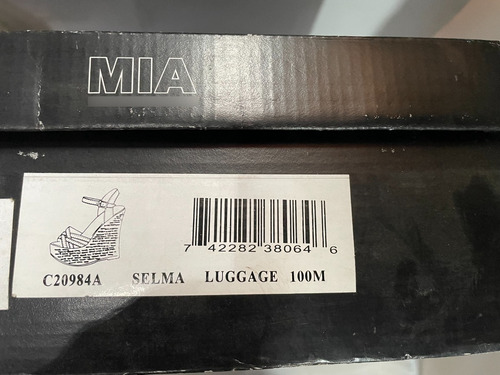 MIA
7 42282 38064 6
C20984A SELMA LUGGAGE 100M